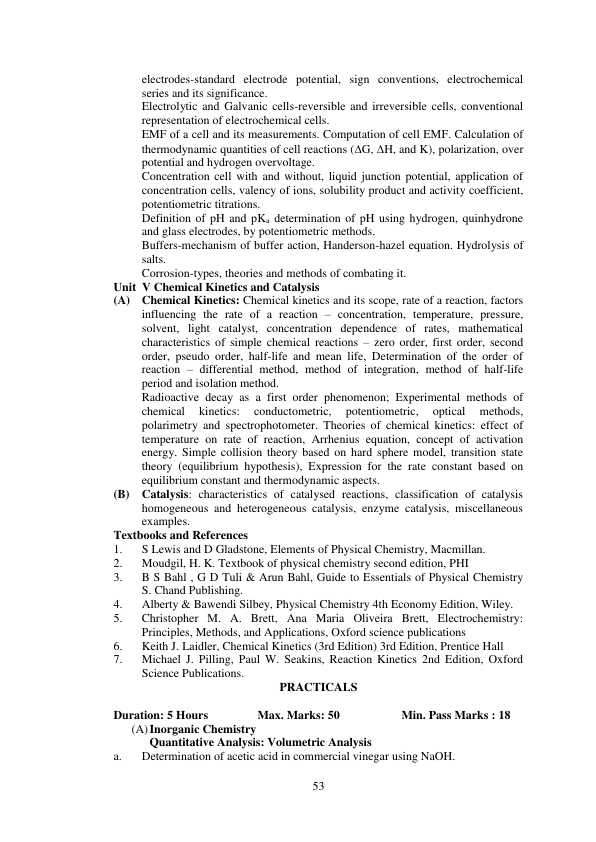 electrodes-standard electrode potential, sign conventions, electrochemical
series and its significance.
Electrolytic and Galvanic cells-reversible and irreversible cells, conventional
representation of electrochemical cells.
EMF of a cell and its measurements. Computation of cell EMF. Calculation of
thermodynamic quantities of cell reactions (ΔG, ΔH, and K), polarization, over
potential and hydrogen overvoltage.
Concentration cell with and without, liquid junction potential, application of
concentration cells, valency of ions, solubility product and activity coefficient,
potentiometric titrations.
Definition of pH and pKₐ determination of pH using hydrogen, quinhydrone
and glass electrodes, by potentiometric methods.
Buffers-mechanism of buffer action, Handerson-hazel equation. Hydrolysis of
salts.
Corrosion-types, theories and methods of combating it.
Unit V Chemical Kinetics and Catalysis
(A) Chemical Kinetics: Chemical kinetics and its scope, rate of a reaction, factors
influencing the rate of a reaction – concentration, temperature, pressure,
solvent, light catalyst, concentration dependence of rates, mathematical
characteristics of simple chemical reactions – zero order, first order, second
order, pseudo order, half-life and mean life, Determination of the order of
reaction – differential method, method of integration, method of half-life
period and isolation method.
Radioactive decay as a first order phenomenon; Experimental methods of
chemical kinetics: conductometric, potentiometric, optical methods,
polarimetry and spectrophotometer. Theories of chemical kinetics: effect of
temperature on rate of reaction, Arrhenius equation, concept of activation
energy. Simple collision theory based on hard sphere model, transition state
theory (equilibrium hypothesis), Expression for the rate constant based on
equilibrium constant and thermodynamic aspects.
(B) Catalysis: characteristics of catalysed reactions, classification of catalysis
homogeneous and heterogeneous catalysis, enzyme catalysis, miscellaneous
examples.
Textbooks and References
1. S Lewis and D Gladstone, Elements of Physical Chemistry, Macmillan.
2. Moudgil, H. K. Textbook of physical chemistry second edition, PHI
3. B S Bahl , G D Tuli & Arun Bahl, Guide to Essentials of Physical Chemistry
S. Chand Publishing.
4. Alberty & Bawendi Silbey, Physical Chemistry 4th Economy Edition, Wiley.
5. Christopher M. A. Brett, Ana Maria Oliveira Brett, Electrochemistry:
Principles, Methods, and Applications, Oxford science publications
6. Keith J. Laidler, Chemical Kinetics (3rd Edition) 3rd Edition, Prentice Hall
7. Michael J. Pilling, Paul W. Seakins, Reaction Kinetics 2nd Edition, Oxford
Science Publications.
PRACTICALS
Duration: 5 Hours Max. Marks: 50 Min. Pass Marks : 18
(A) Inorganic Chemistry
Quantitative Analysis: Volumetric Analysis
a. Determination of acetic acid in commercial vinegar using NaOH.
53